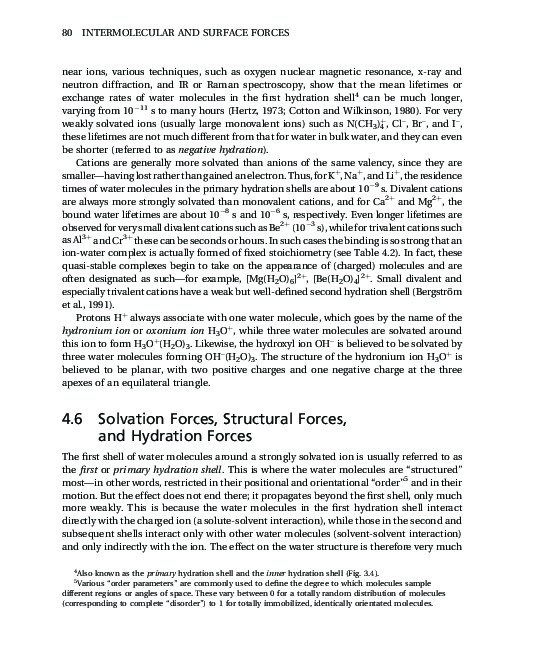 80 INTERMOLECULAR AND SURFACE FORCES
near ions, various techniques, such as oxygen nuclear magnetic resonance, x-ray and
neutron diffraction, and IR or Raman spectroscopy, show that the mean lifetimes or
exchange rates of water molecules in the first hydration shell⁴ can be much longer,
varying from 10⁻¹¹ s to many hours (Hertz, 1973; Cotton and Wilkinson, 1980). For very
weakly solvated ions (usually large monovalent ions) such as N(CH₃)₄⁺, Cl⁻, Br⁻, and I⁻,
these lifetimes are not much different from that for water in bulk water, and they can even
be shorter (referred to as negative hydration).
Cations are generally more solvated than anions of the same valency, since they are
smaller—having lost rather than gained an electron. Thus, for K⁺, Na⁺, and Li⁺, the residence
times of water molecules in the primary hydration shells are about 10⁻⁹ s. Divalent cations
are always more strongly solvated than monovalent cations, and for Ca²⁺ and Mg²⁺, the
bound water lifetimes are about 10⁻⁸ s and 10⁻⁶ s, respectively. Even longer lifetimes are
observed for very small divalent cations such as Be²⁺ (10⁻³ s), while for trivalent cations such
as Al³⁺ and Cr³⁺ these can be seconds or hours. In such cases the binding is so strong that an
ion-water complex is actually formed of fixed stoichiometry (see Table 4.2). In fact, these
quasi-stable complexes begin to take on the appearance of (charged) molecules and are
often designated as such—for example, [Mg(H₂O)₆]²⁺, [Be(H₂O)₄]²⁺. Small divalent and
especially trivalent cations have a weak but well-defined second hydration shell (Bergström
et al., 1991).
Protons H⁺ always associate with one water molecule, which goes by the name of the
hydronium ion or oxonium ion H₃O⁺, while three water molecules are solvated around
this ion to form H₃O⁺(H₂O)₃. Likewise, the hydroxyl ion OH⁻ is believed to be solvated by
three water molecules forming OH⁻(H₂O)₃. The structure of the hydronium ion H₃O⁺ is
believed to be planar, with two positive charges and one negative charge at the three
apexes of an equilateral triangle.
4.6 Solvation Forces, Structural Forces,
and Hydration Forces
The first shell of water molecules around a strongly solvated ion is usually referred to as
the first or primary hydration shell. This is where the water molecules are “structured”
most—in other words, restricted in their positional and orientational “order”⁵ and in their
motion. But the effect does not end there; it propagates beyond the first shell, only much
more weakly. This is because the water molecules in the first hydration shell interact
directly with the charged ion (a solute-solvent interaction), while those in the second and
subsequent shells interact only with other water molecules (solvent-solvent interaction)
and only indirectly with the ion. The effect on the water structure is therefore very much
⁴Also known as the primary hydration shell and the inner hydration shell (Fig. 3.4).
⁵Various “order parameters” are commonly used to define the degree to which molecules sample
different regions or angles of space. These vary between 0 for a totally random distribution of molecules
(corresponding to complete “disorder”) to 1 for totally immobilized, identically orientated molecules.